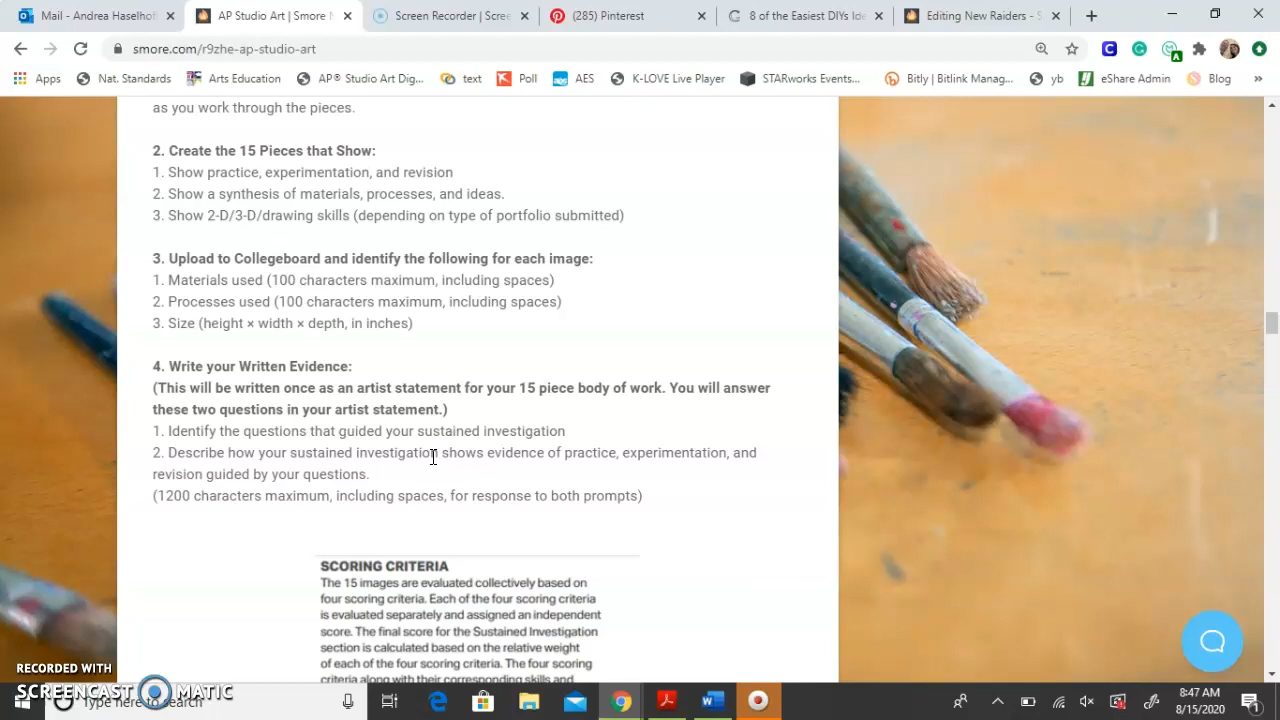 Mail - Andrea Haselhof
AP Studio Art | Smore N
Screen Recorder | Scree
(285) Pinterest
8 of the Easiest DIYs Ide
Editing New Raiders - S
smore.com/r9zhe-ap-studio-art
Apps
Nat. Standards
Arts Education
AP® Studio Art Dig...
text
Poll
AES
K-LOVE Live Player
STARworks Events...
Bitly | Bitlink Manag...
yb
eShare Admin
Blog
as you work through the pieces.
2. Create the 15 Pieces that Show:
1. Show practice, experimentation, and revision
2. Show a synthesis of materials, processes, and ideas.
3. Show 2-D/3-D/drawing skills (depending on type of portfolio submitted)
3. Upload to Collegeboard and identify the following for each image:
1. Materials used (100 characters maximum, including spaces)
2. Processes used (100 characters maximum, including spaces)
3. Size (height × width × depth, in inches)
4. Write your Written Evidence:
(This will be written once as an artist statement for your 15 piece body of work. You will answer
these two questions in your artist statement.)
1. Identify the questions that guided your sustained investigation
2. Describe how your sustained investigation shows evidence of practice, experimentation, and
revision guided by your questions.
(1200 characters maximum, including spaces, for response to both prompts)
SCORING CRITERIA
The 15 images are evaluated collectively based on
four scoring criteria. Each of the four scoring criteria
is evaluated separately and assigned an independent
score. The final score for the Sustained Investigation
section is calculated based on the relative weight
of each of the four scoring criteria. The four scoring
criteria along with their corresponding skills and
RECORDED WITH
SCREENCAST MATIC
Type here to search
8:47 AM
8/15/2020